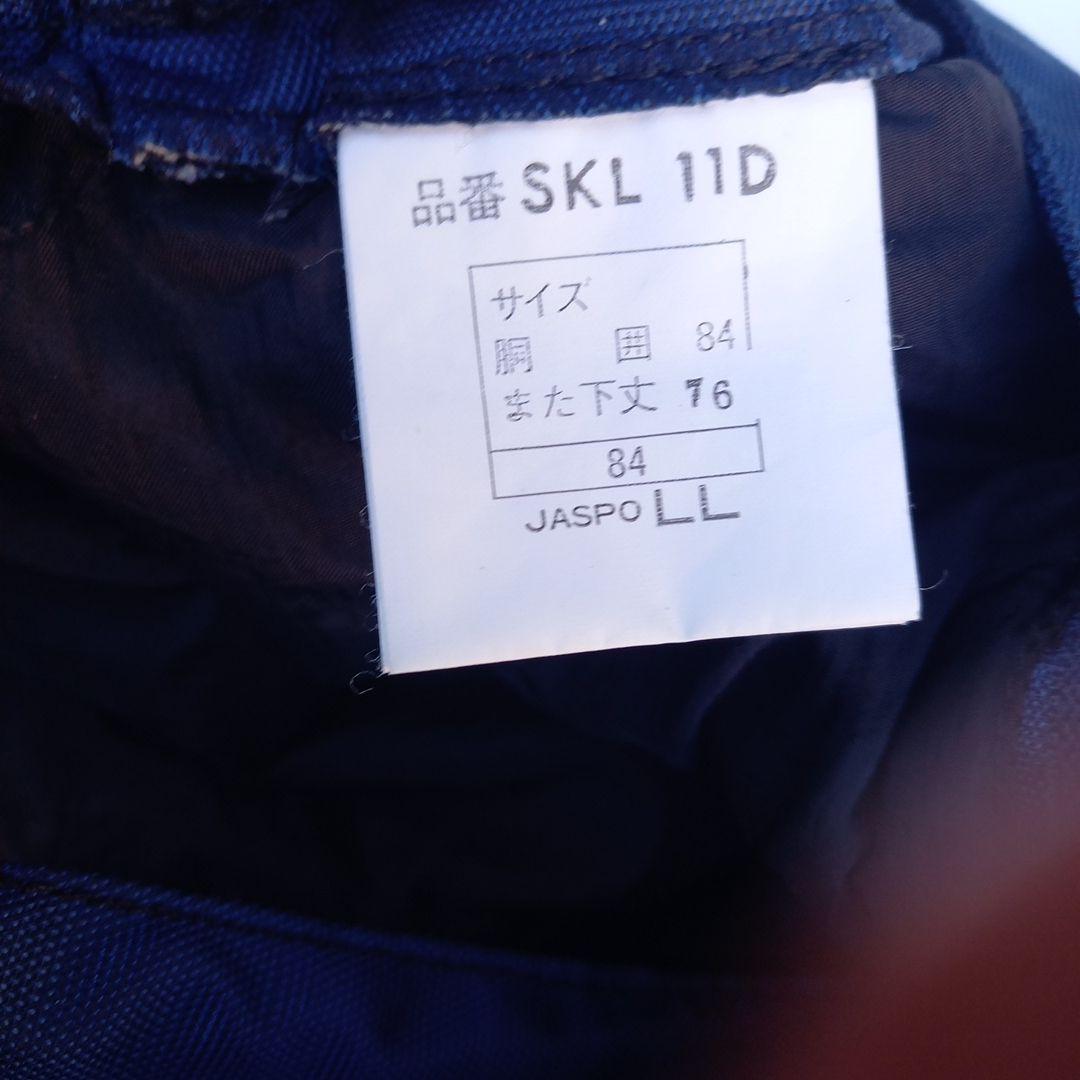 品番 SKL 11D
サイズ
胴 囲 84
また下丈 76
84
JASPO LL